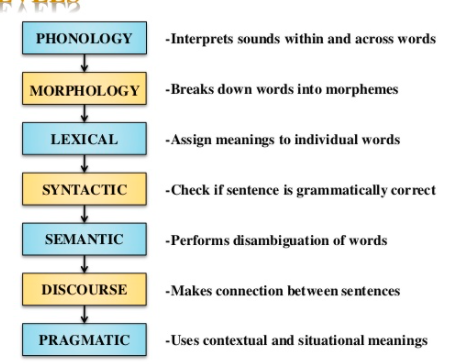 PHONOLOGY -Interprets sounds within and across words
MORPHOLOGY -Breaks down words into morphemes
LEXICAL -Assign meanings to individual words
SYNTACTIC -Check if sentence is grammatically correct
SEMANTIC -Performs disambiguation of words
DISCOURSE -Makes connection between sentences
PRAGMATIC -Uses contextual and situational meanings